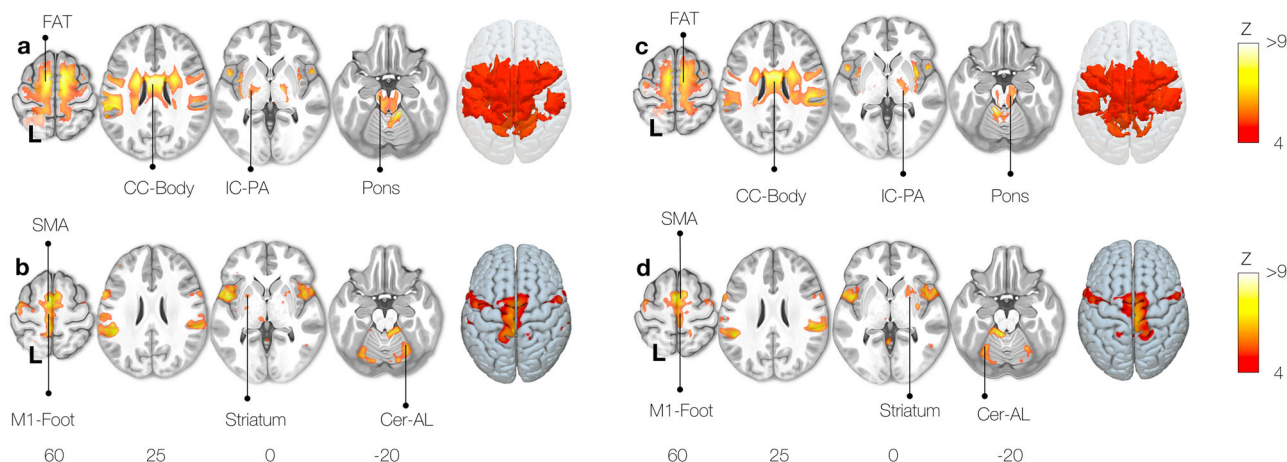 FAT
a
L
CC-Body
IC-PA
Pons
FAT
c
L
CC-Body
IC-PA
Pons
Z
>9
4
SMA
b
L
M1-Foot
Striatum
Cer-AL
60
25
0
-20
SMA
d
L
M1-Foot
Striatum
Cer-AL
60
25
0
-20
Z
>9
4